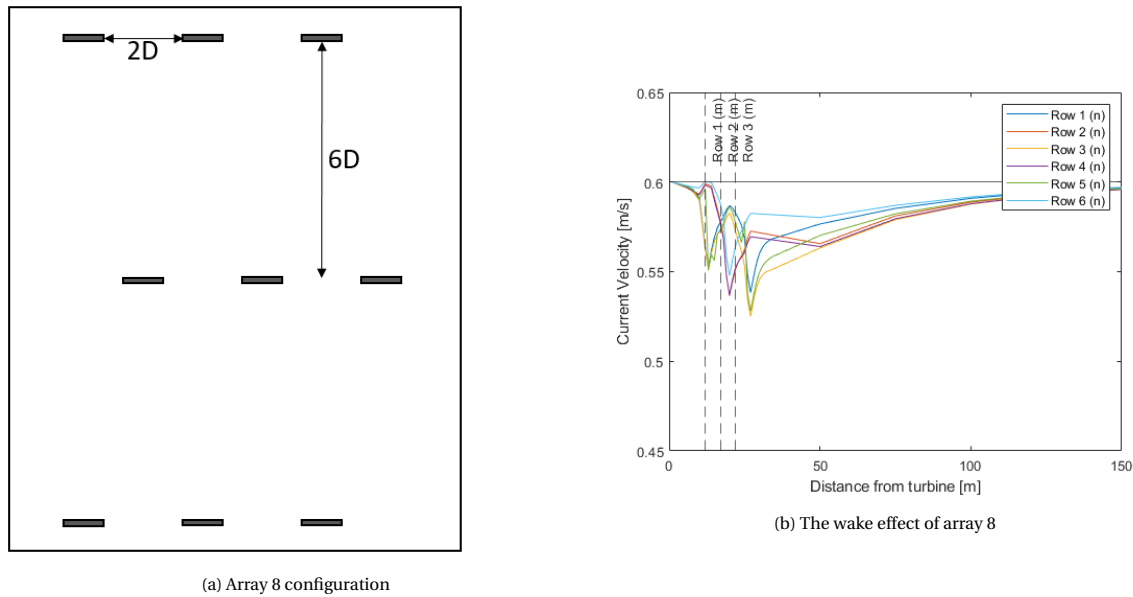 2D
6D
(a) Array 8 configuration
0.65
0.6
0.55
0.5
0.45
Current Velocity [m/s]
Row 1 (m)
Row 2 (m)
Row 3 (m)
Row 1 (n)
Row 2 (n)
Row 3 (n)
Row 4 (n)
Row 5 (n)
Row 6 (n)
0
50
100
150
Distance from turbine [m]
(b) The wake effect of array 8